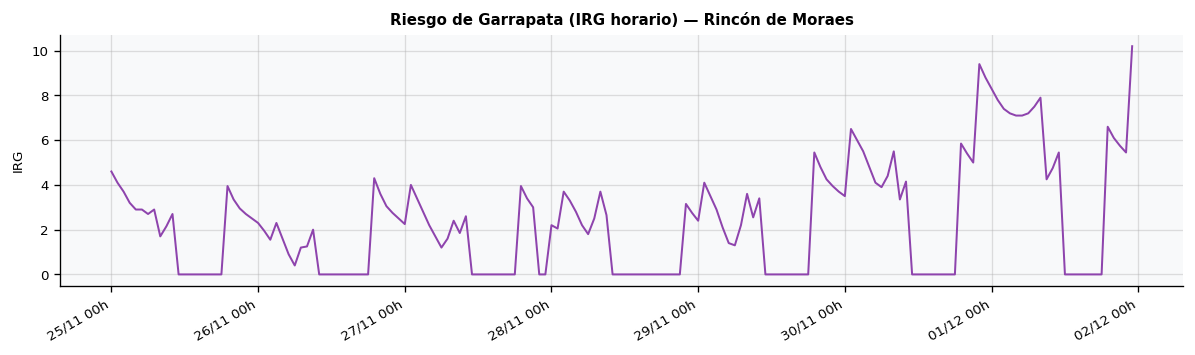 Riesgo de Garrapata (IRG horario) — Rincón de Moraes
IRG
10
8
6
4
2
0
25/11 00h
26/11 00h
27/11 00h
28/11 00h
29/11 00h
30/11 00h
01/12 00h
02/12 00h